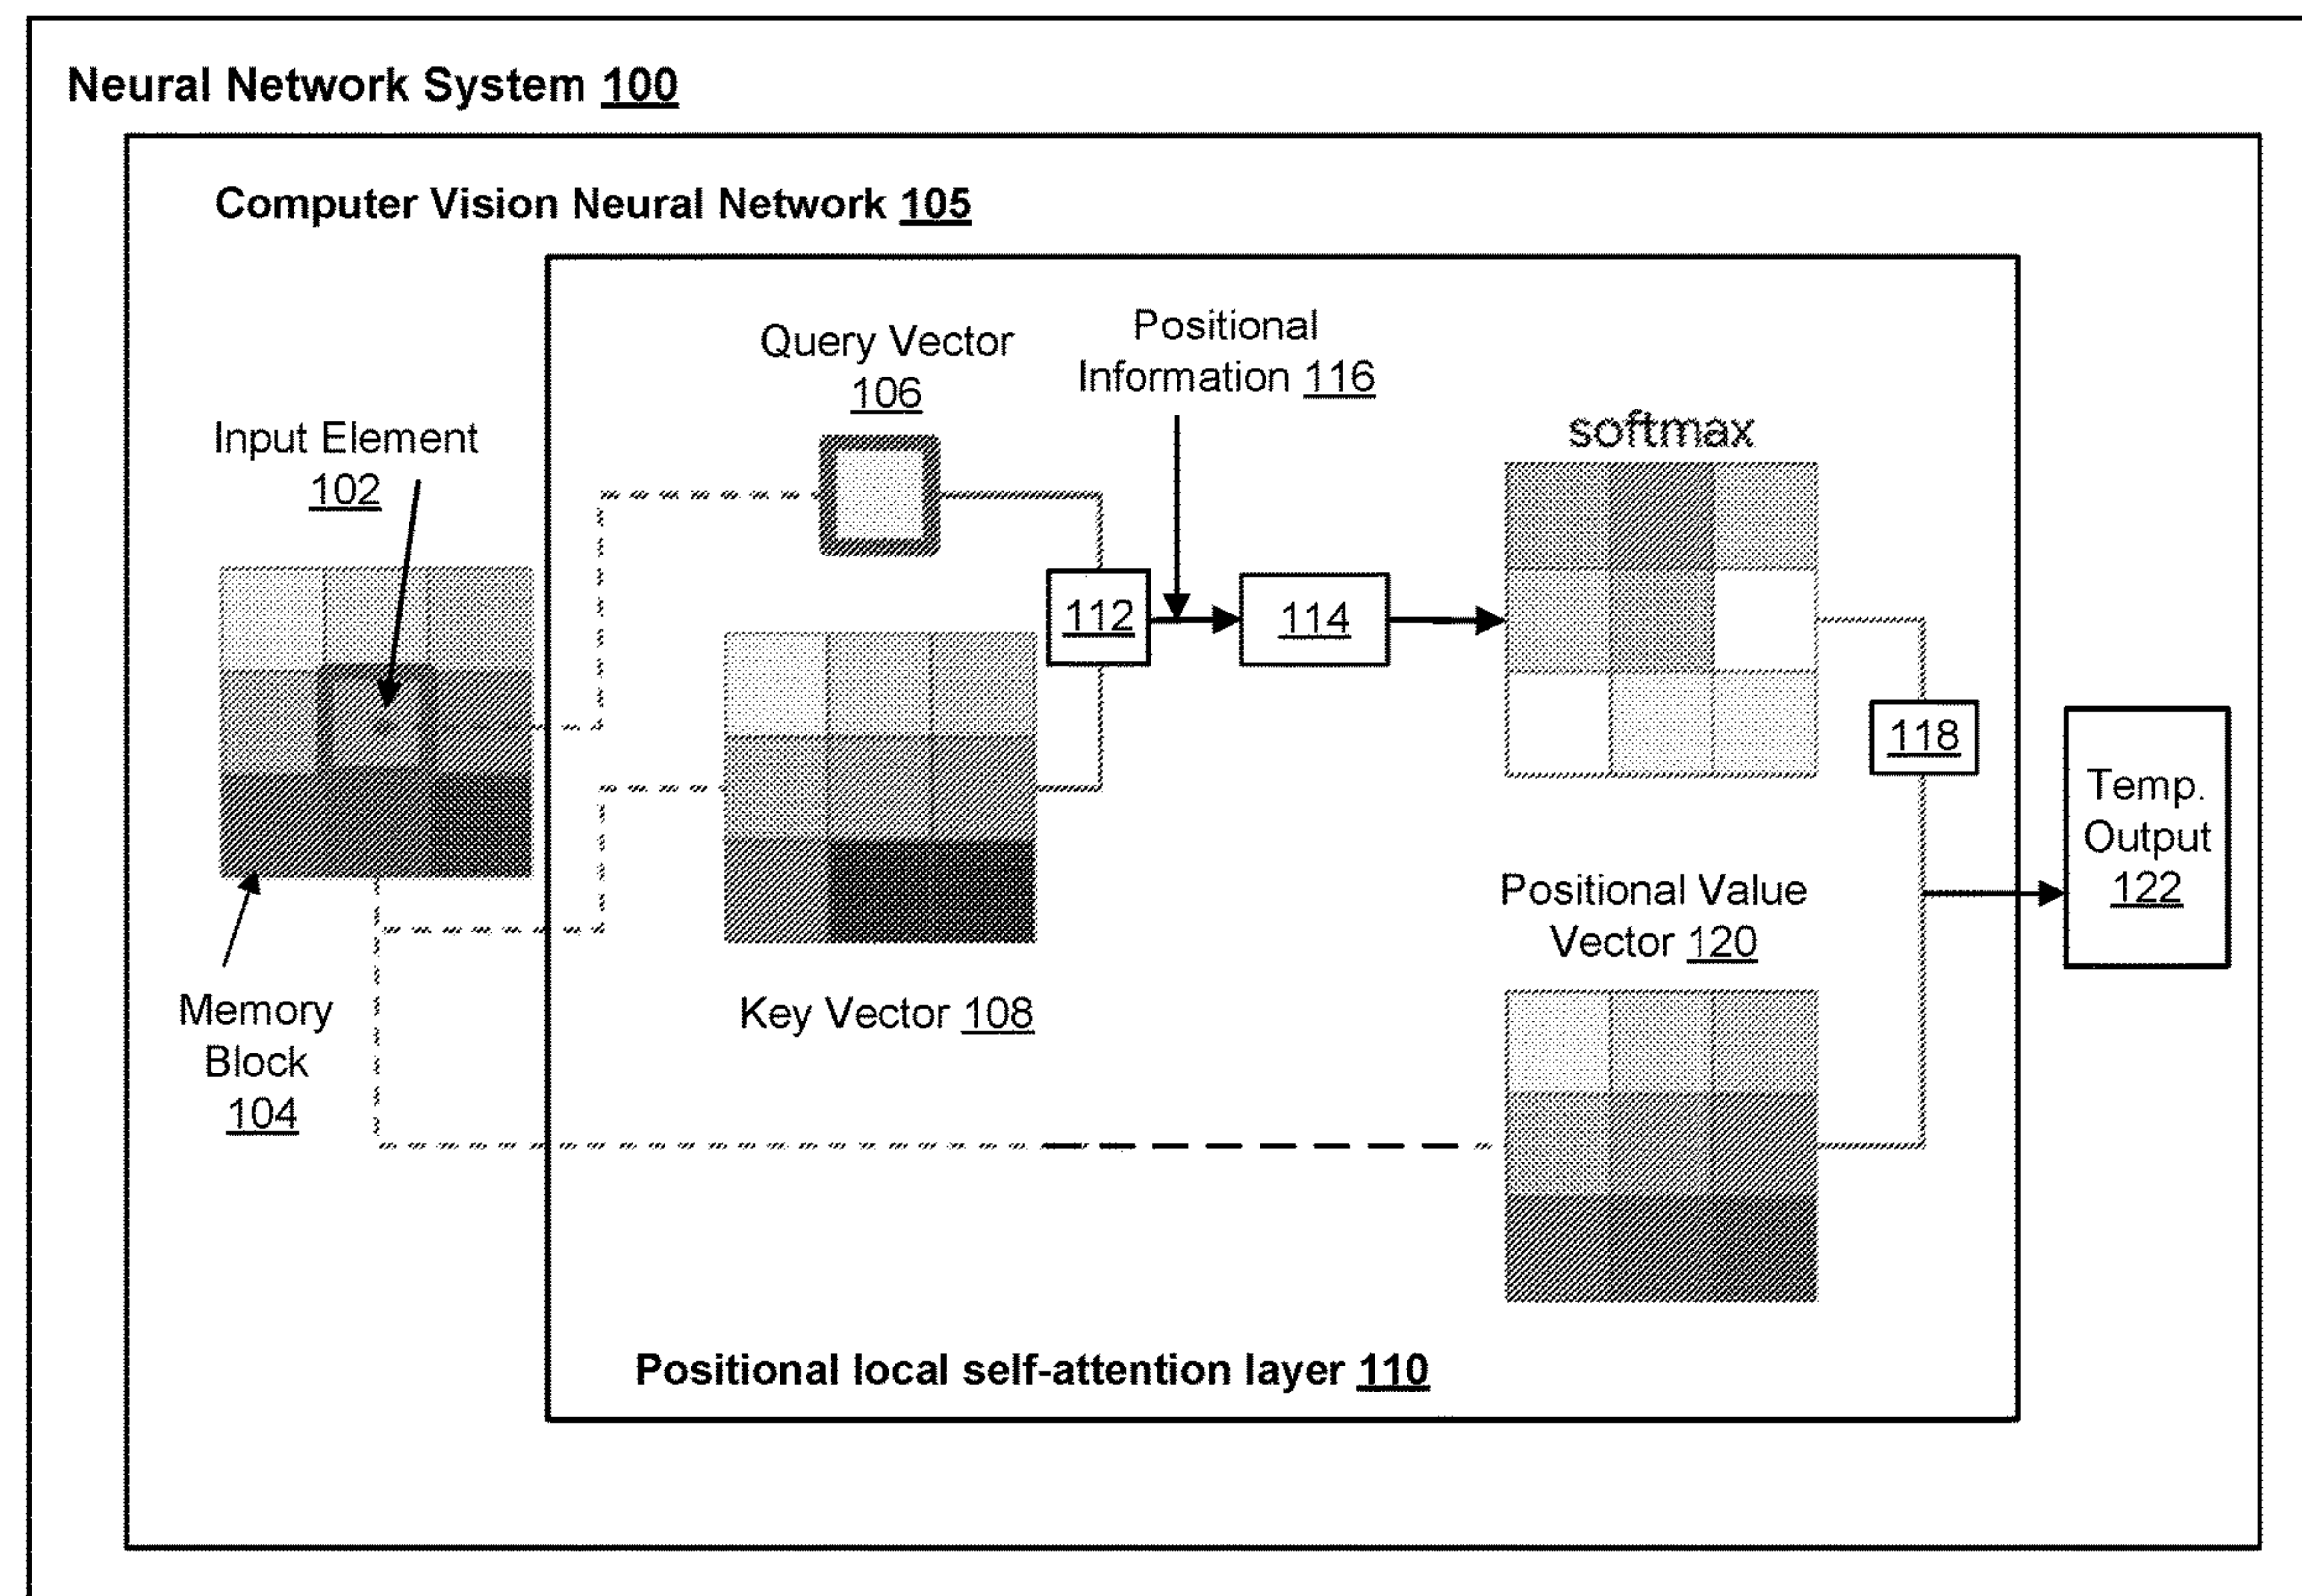 Neural Network System 100
Computer Vision Neural Network 105
Query Vector
106
Positional
Information 116
Input Element
102
softmax
112
114
118
Temp.
Output
122
Positional Value
Vector 120
Key Vector 108
Memory
Block
104
Positional local self-attention layer 110